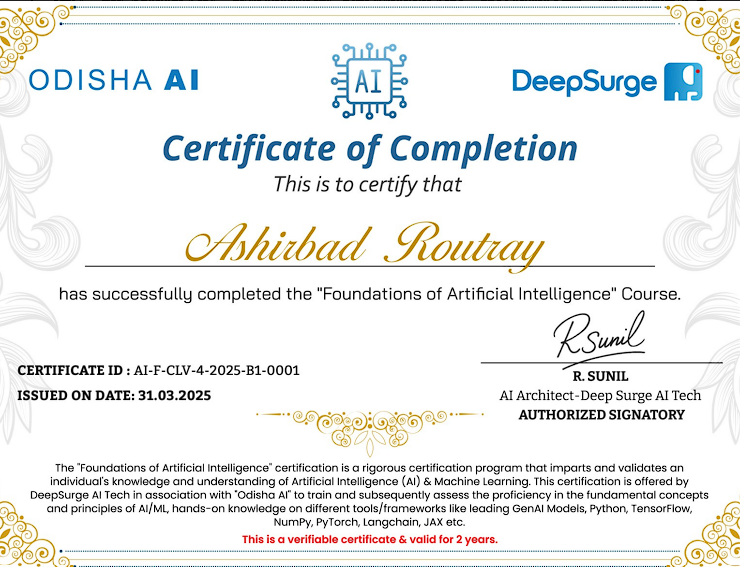 ODISHA AI
AI
DeepSurge
Certificate of Completion
This is to certify that
Ashirbad Routray
has successfully completed the "Foundations of Artificial Intelligence" Course.
R.Sunil
CERTIFICATE ID : AI-F-CLV-4-2025-B1-0001
ISSUED ON DATE: 31.03.2025
R. SUNIL
AI Architect-Deep Surge AI Tech
AUTHORIZED SIGNATORY
The "Foundations of Artificial Intelligence" certification is a rigorous certification program that imparts and validates an
individual's knowledge and understanding of Artificial Intelligence (AI) & Machine Learning. This certification is offered by
DeepSurge AI Tech in association with "Odisha AI" to train and subsequently assess the proficiency in the fundamental concepts
and principles of AI/ML, hands-on knowledge on different tools/frameworks like leading GenAI Models, Python, TensorFlow,
NumPy, PyTorch, Langchain, JAX etc.
This is a verifiable certificate & valid for 2 years.